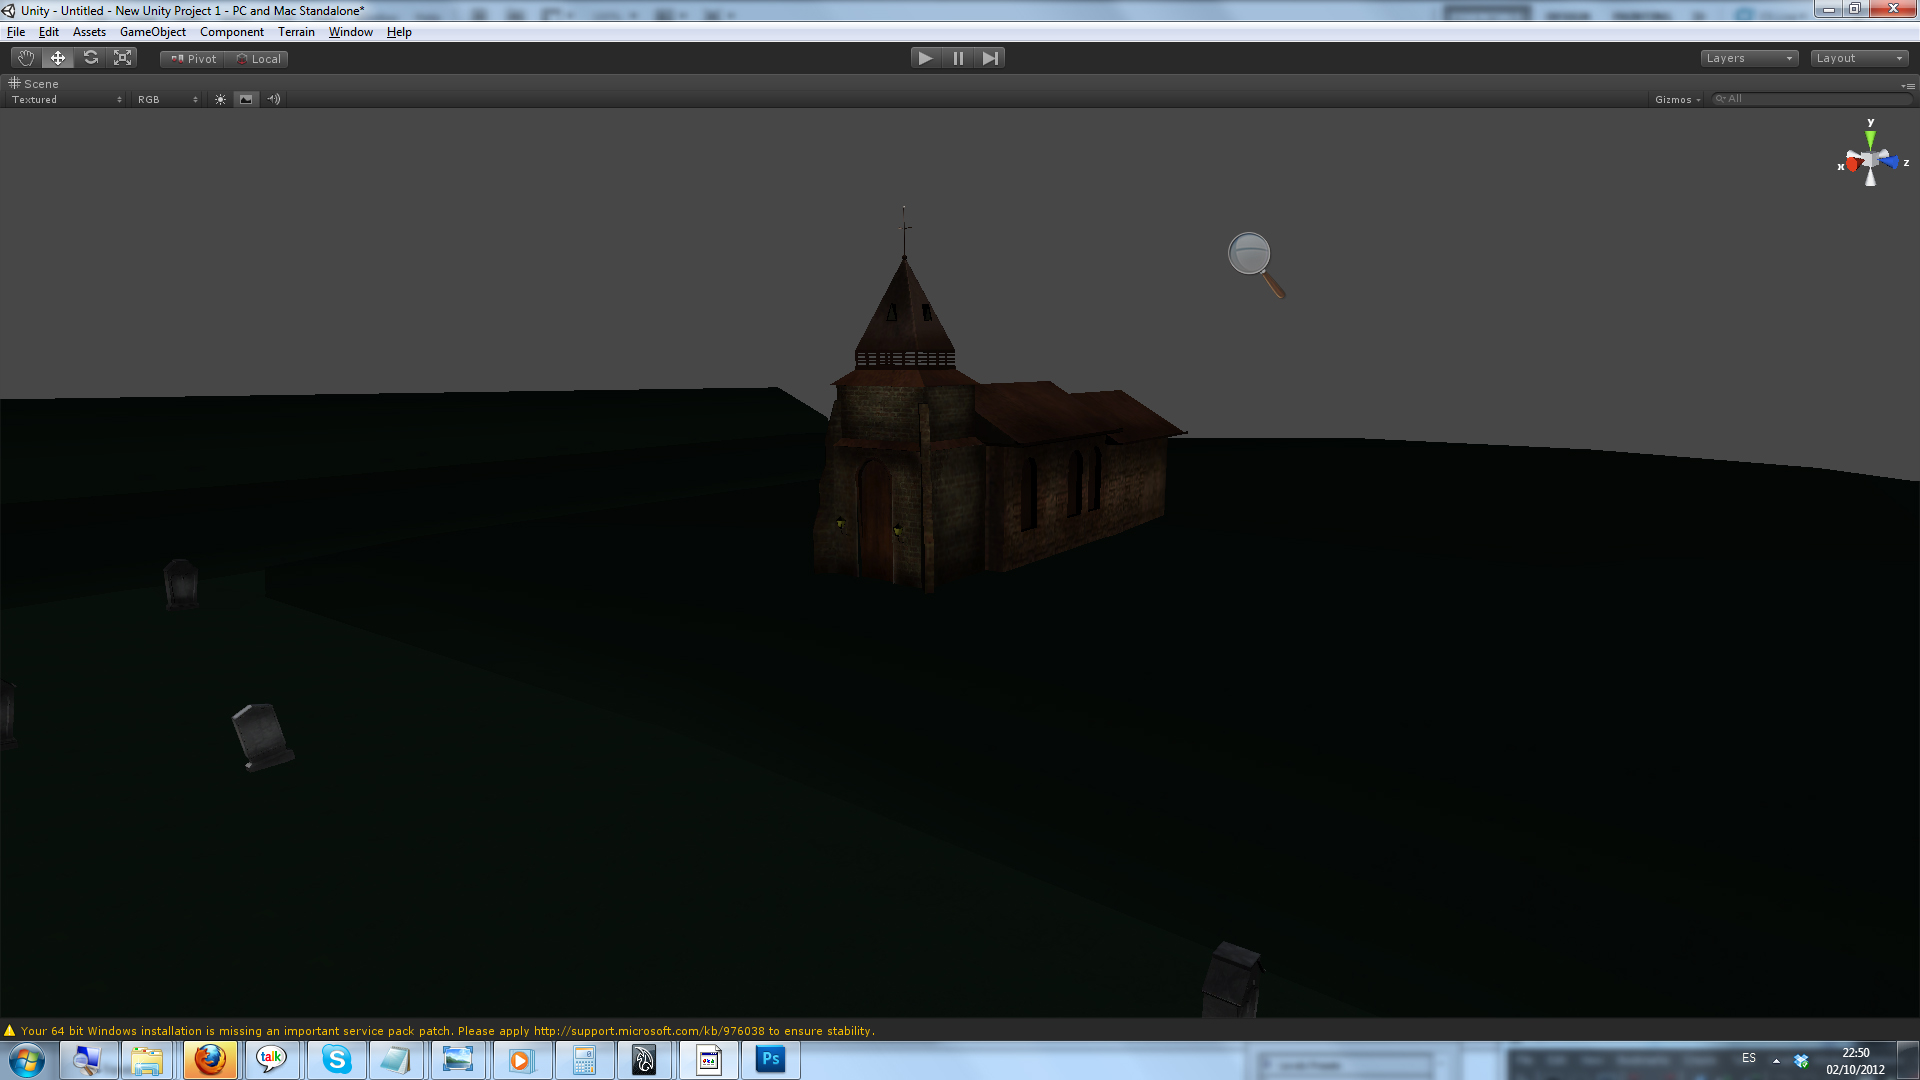 Unity - Untitled - New Unity Project 1 - PC and Mac Standalone*
File Edit Assets GameObject Component Terrain Window Help
Pivot Local Layers Layout
Scene
Textured RGB Gizmos All
y
x z
Your 64 bit Windows installation is missing an important service pack patch. Please apply http://support.microsoft.com/kb/976038 to ensure stability.
talk
Ps
ES
22:50
02/10/2012